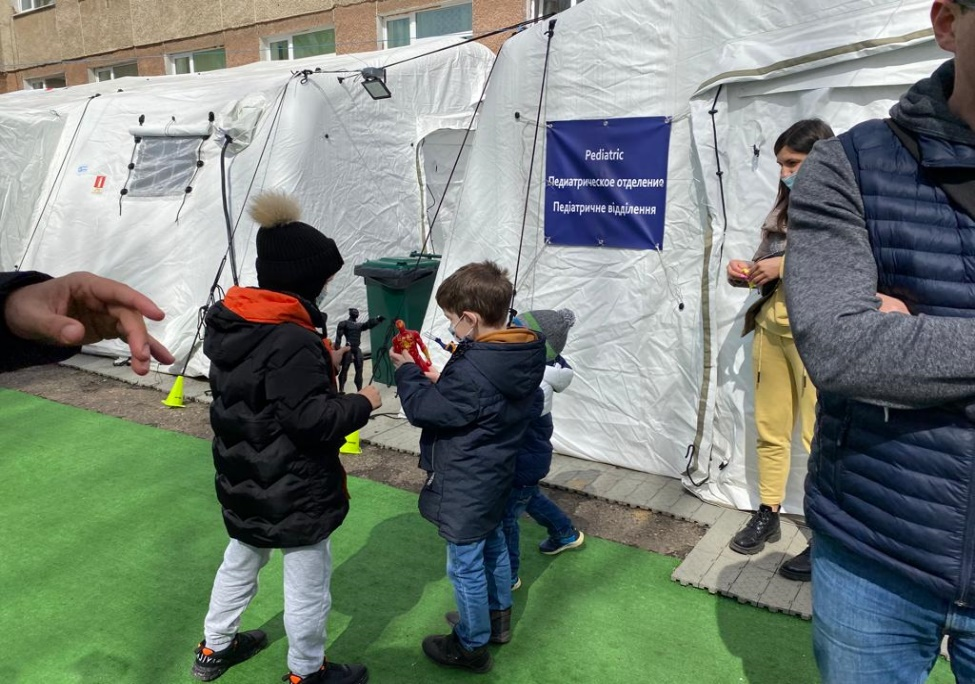 Pediatric
Педиатрическое отделение
Педіатричне відділення